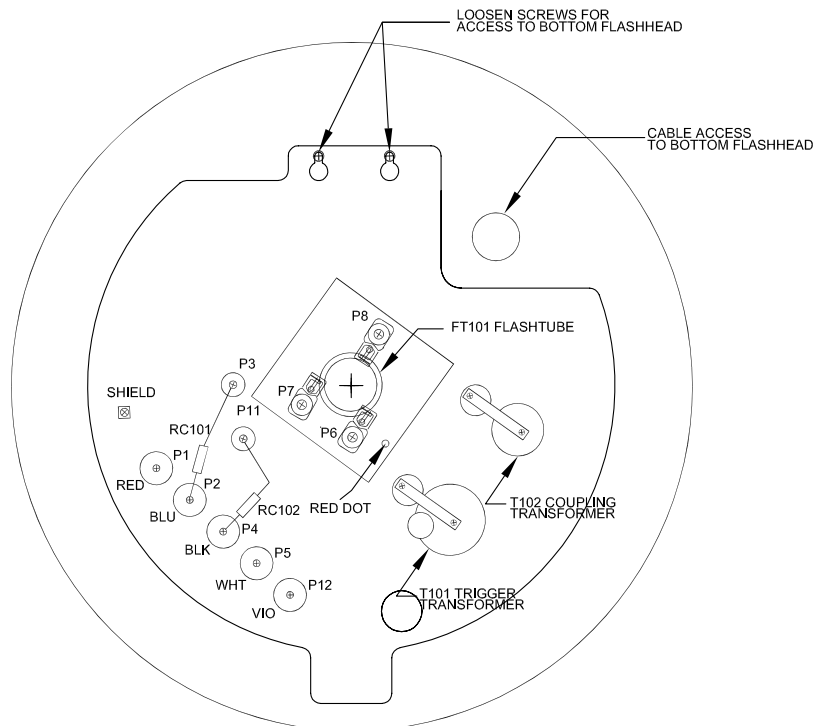 LOOSEN SCREWS FOR
ACCESS TO BOTTOM FLASHHEAD
CABLE ACCESS
TO BOTTOM FLASHHEAD
P8
FT101 FLASHTUBE
P3
SHIELD
P7
P11
RC101
P6
P1
RED
P2
RED DOT
BLU
RC102
T102 COUPLING
TRANSFORMER
P4
BLK
P5
WHT
P12
VIO
T101 TRIGGER
TRANSFORMER